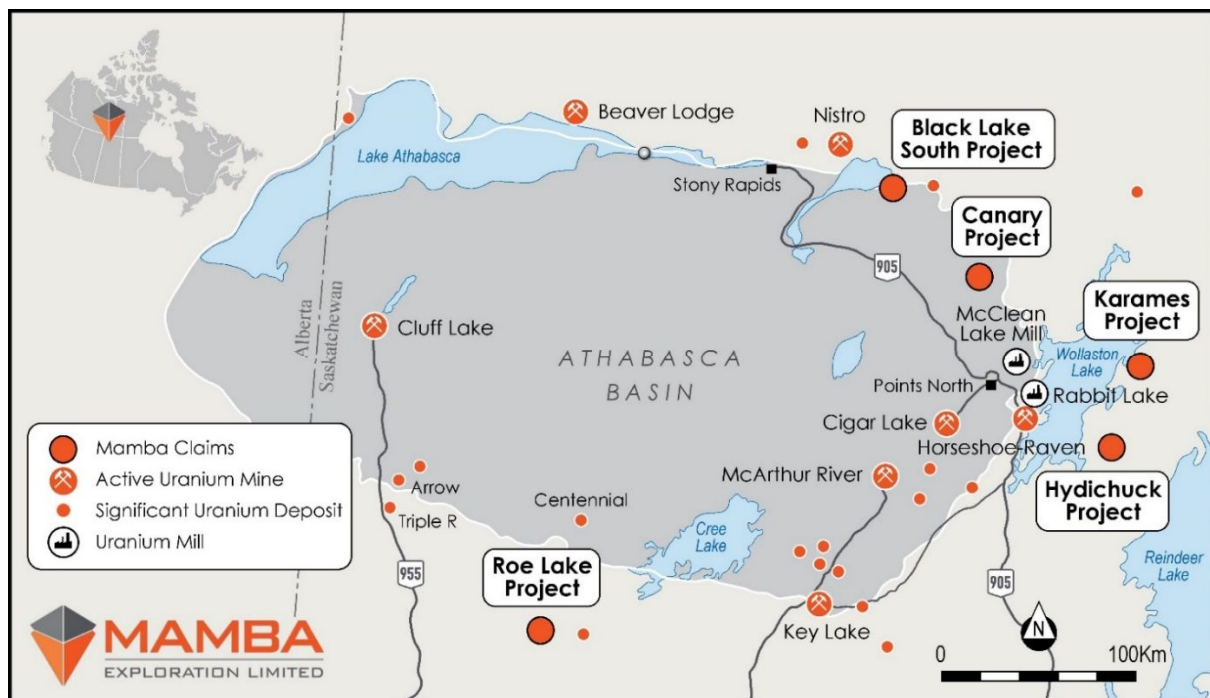 Beaver Lodge
Nistro
Black Lake
South Project
Lake Athabasca
Stony Rapids
Canary
Project
905
Karames
Project
McClean
Lake Mill
Wollaston
Lake
Alberta
Saskatchewan
Cluff Lake
ATHABASCA
BASIN
Points North
Rabbit Lake
Cigar Lake
Horseshoe-Raven
McArthur River
Hydichuck
Project
Mamba Claims
Active Uranium Mine
Significant Uranium Deposit
Uranium Mill
Arrow
Triple R
Centennial
Cree
Lake
Reindeer
Lake
955
Roe Lake
Project
905
Key Lake
N
0 100Km
MAMBA
EXPLORATION LIMITED